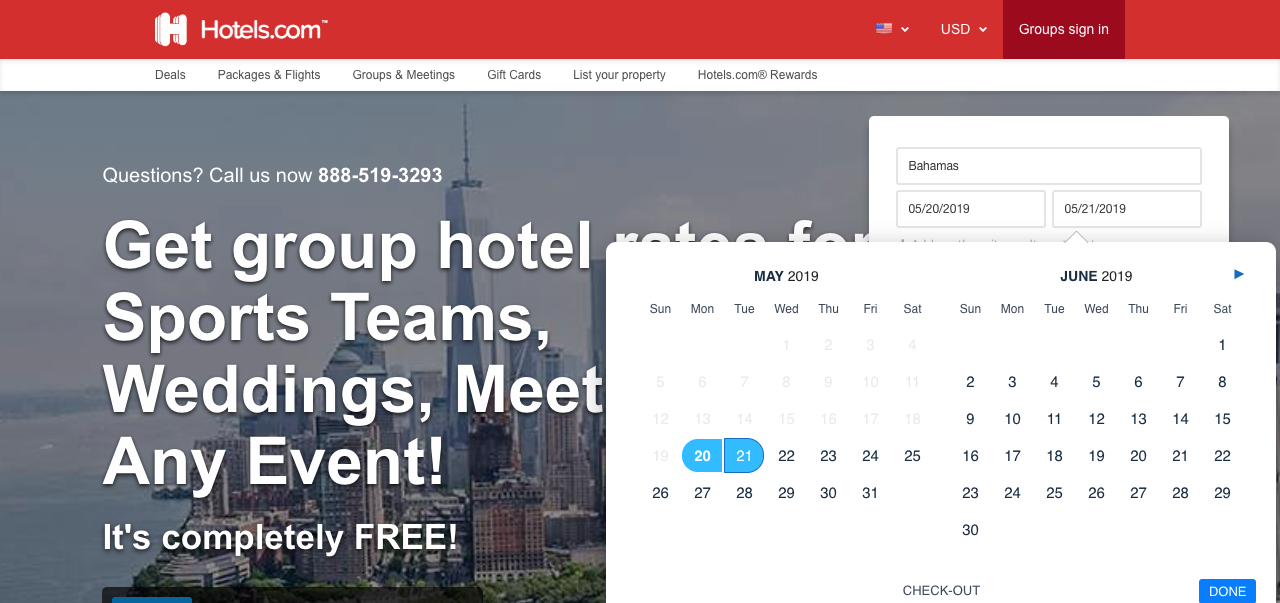 Hotels.com™
USD
Groups sign in
Deals
Packages & Flights
Groups & Meetings
Gift Cards
List your property
Hotels.com® Rewards
Questions? Call us now 888-519-3293
Get group hotel rates for
Sports Teams,
Weddings, Meet
Any Event!
It's completely FREE!
Bahamas
05/20/2019
05/21/2019
MAY 2019
Sun Mon Tue Wed Thu Fri Sat
1 2 3 4
5 6 7 8 9 10 11
12 13 14 15 16 17 18
19 20 21 22 23 24 25
26 27 28 29 30 31
JUNE 2019
Sun Mon Tue Wed Thu Fri Sat
1
2 3 4 5 6 7 8
9 10 11 12 13 14 15
16 17 18 19 20 21 22
23 24 25 26 27 28 29
30
CHECK-OUT
DONE